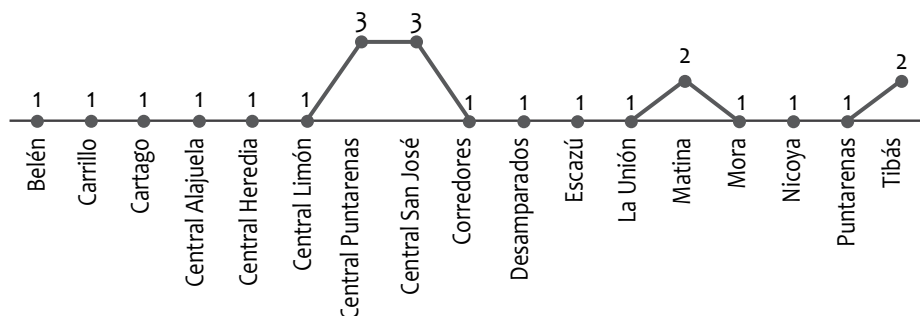 3 3
2 2
1 1 1 1 1 1 1 1 1 1 1 1 1
Belén
Carrillo
Cartago
Central Alajuela
Central Heredia
Central Limón
Central Puntarenas
Central San José
Corredores
Desamparados
Escazú
La Unión
Matina
Mora
Nicoya
Puntarenas
Tibás